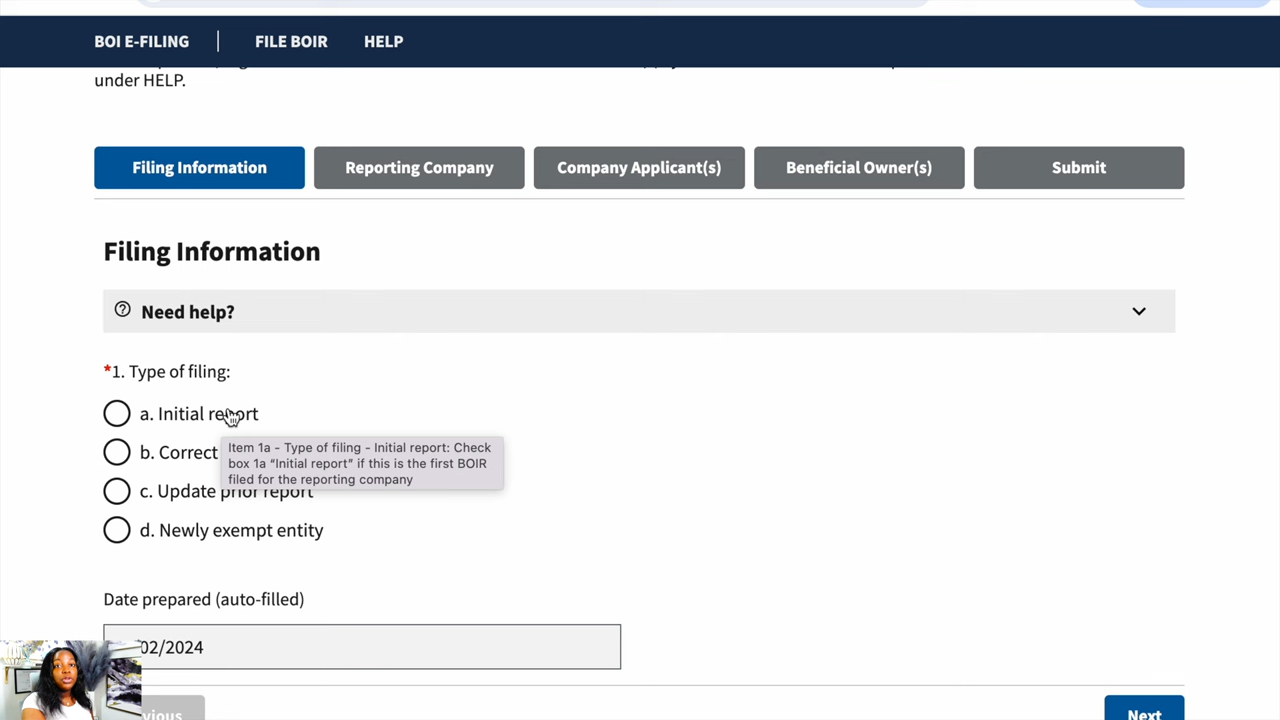 BOI E-FILING
FILE BOIR
HELP
under HELP.
Filing Information
Reporting Company
Company Applicant(s)
Beneficial Owner(s)
Submit
Filing Information
Need help?
*1. Type of filing:
a. Initial report
b. Correct
Item 1a - Type of filing - Initial report: Check
box 1a “Initial report” if this is the first BOIR
filed for the reporting company
c. Update prior report
d. Newly exempt entity
Date prepared (auto-filled)
02/2024
Next